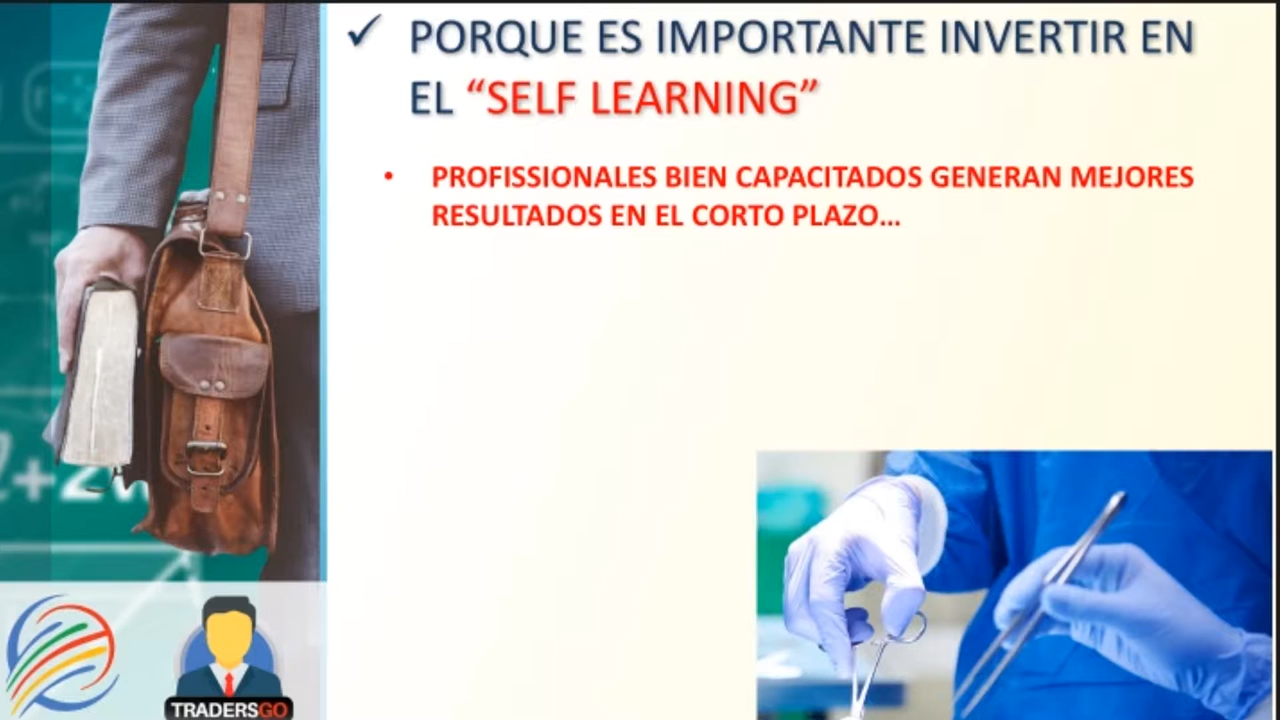 ✓ PORQUE ES IMPORTANTE INVERTIR EN
EL “SELF LEARNING”
• PROFISSIONALES BIEN CAPACITADOS GENERAN MEJORES
RESULTADOS EN EL CORTO PLAZO...
TRADERSGO